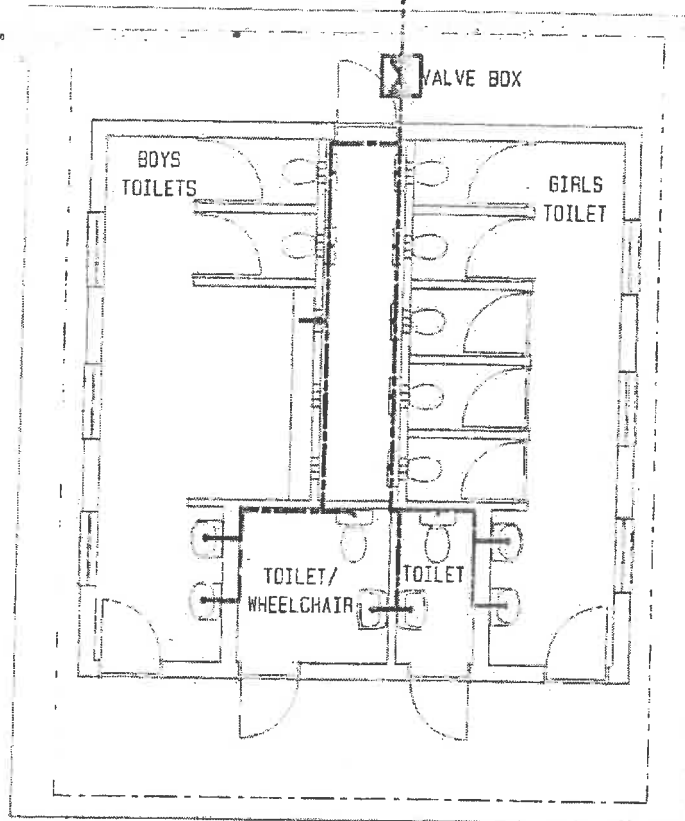 VALVE BOX
BOYS
TOILETS
GIRLS
TOILET
TOILET/
WHEELCHAIR
TOILET